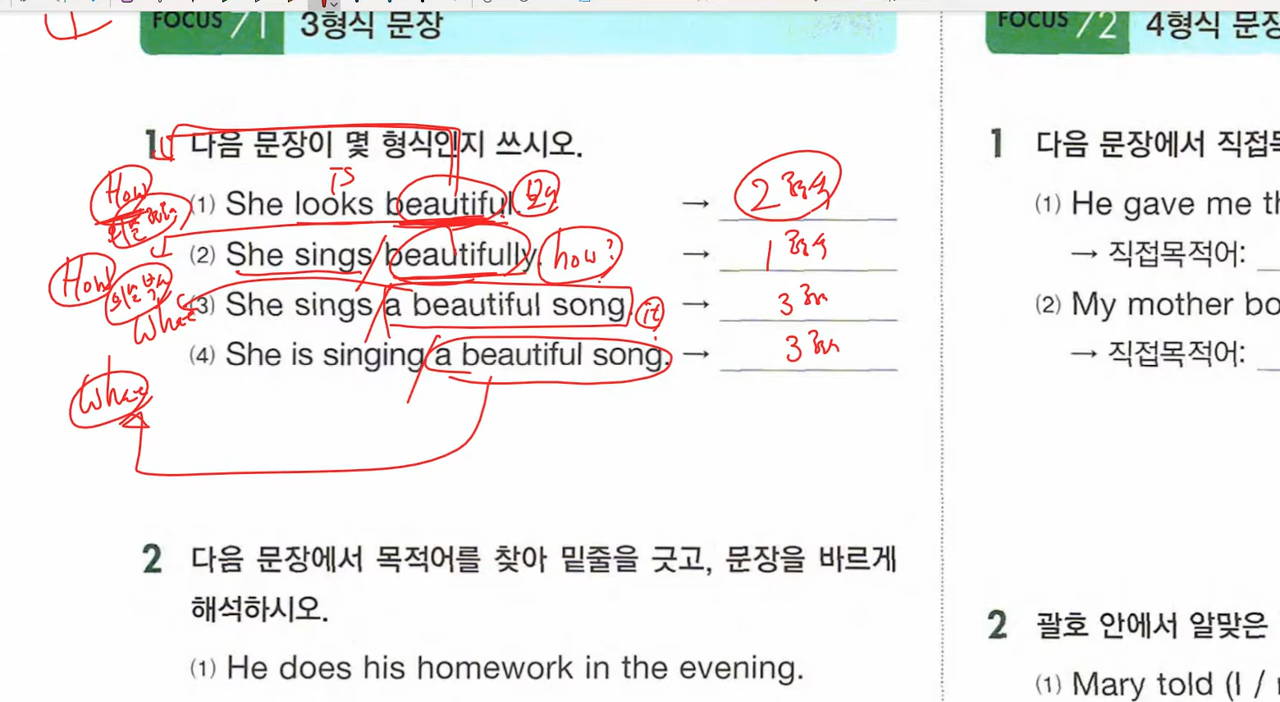 FOCUS /1 3형식 문장
1 다음 문장이 몇 형식인지 쓰시오.
is
How
(1) She looks beautiful. 보어 → 2형식
(2) She sings / beautifully. how? → 1형식
How
(3) She sings / a beautiful song. it → 3형식
What
(4) She is singing / a beautiful song. → 3형식
What
2 다음 문장에서 목적어를 찾아 밑줄을 긋고, 문장을 바르게
해석하시오.
(1) He does his homework in the evening.
FOCUS /2 4형식 문장
1 다음 문장에서 직접
(1) He gave me
→ 직접목적어:
(2) My mother
→ 직접목적어:
2 괄호 안에서 알맞은
(1) Mary told (I /